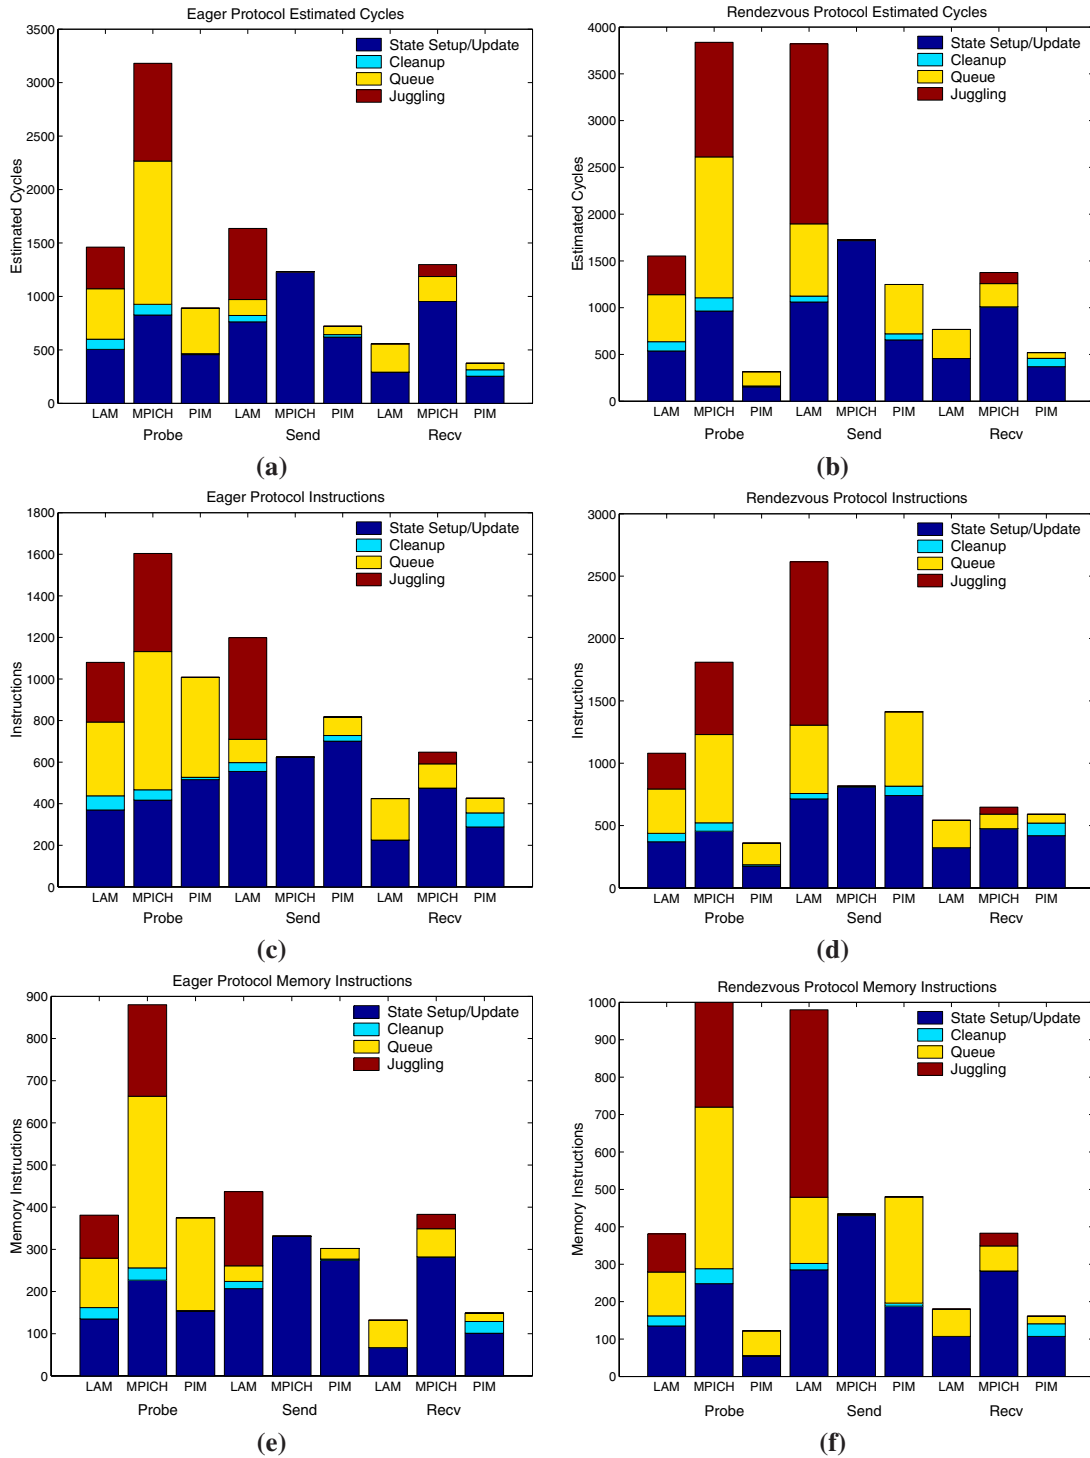 Eager Protocol Estimated Cycles
3500
3000
2500
2000
1500
1000
500
0
Estimated Cycles
State Setup/Update
Cleanup
Queue
Juggling
LAM MPICH PIM LAM MPICH PIM LAM MPICH PIM
Probe Send Recv
(a)
Rendezvous Protocol Estimated Cycles
4000
3500
3000
2500
2000
1500
1000
500
0
Estimated Cycles
State Setup/Update
Cleanup
Queue
Juggling
LAM MPICH PIM LAM MPICH PIM LAM MPICH PIM
Probe Send Recv
(b)
Eager Protocol Instructions
1800
1600
1400
1200
1000
800
600
400
200
0
Instructions
State Setup/Update
Cleanup
Queue
Juggling
LAM MPICH PIM LAM MPICH PIM LAM MPICH PIM
Probe Send Recv
(c)
Rendezvous Protocol Instructions
3000
2500
2000
1500
1000
500
0
Instructions
State Setup/Update
Cleanup
Queue
Juggling
LAM MPICH PIM LAM MPICH PIM LAM MPICH PIM
Probe Send Recv
(d)
Eager Protocol Memory Instructions
900
800
700
600
500
400
300
200
100
0
Memory Instructions
State Setup/Update
Cleanup
Queue
Juggling
LAM MPICH PIM LAM MPICH PIM LAM MPICH PIM
Probe Send Recv
(e)
Rendezvous Protocol Memory Instructions
1000
900
800
700
600
500
400
300
200
100
0
Memory Instructions
State Setup/Update
Cleanup
Queue
Juggling
LAM MPICH PIM LAM MPICH PIM LAM MPICH PIM
Probe Send Recv
(f)